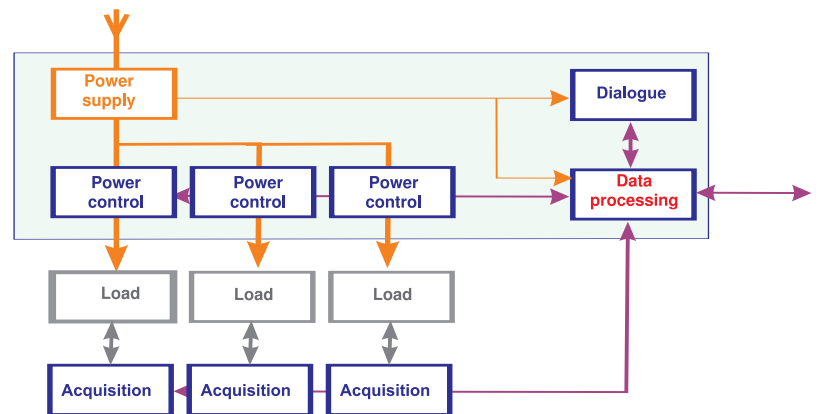 Power
supply
Dialogue
Power
control
Power
control
Power
control
Data
processing
Load
Load
Load
Acquisition
Acquisition
Acquisition